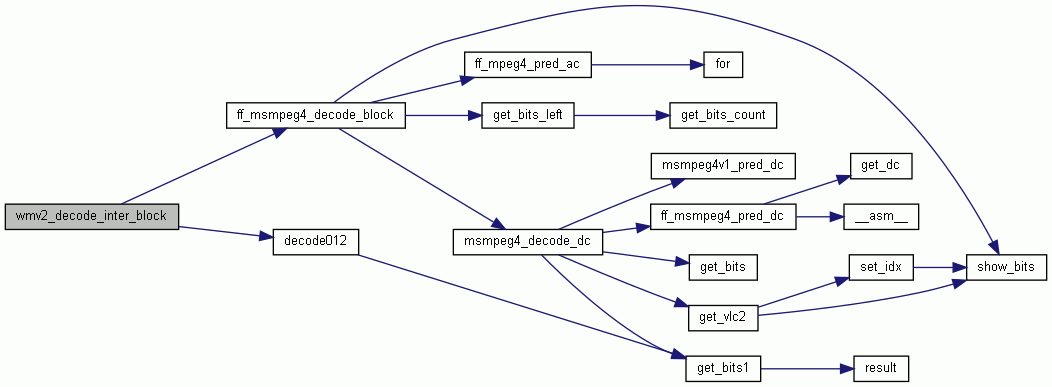 ff_mpeg4_pred_ac
for
ff_msmpeg4_decode_block
get_bits_left
get_bits_count
msmpeg4v1_pred_dc
get_dc
wmv2_decode_inter_block
ff_msmpeg4_pred_dc
__asm__
decode012
msmpeg4_decode_dc
get_bits
set_idx
show_bits
get_vlc2
get_bits1
result